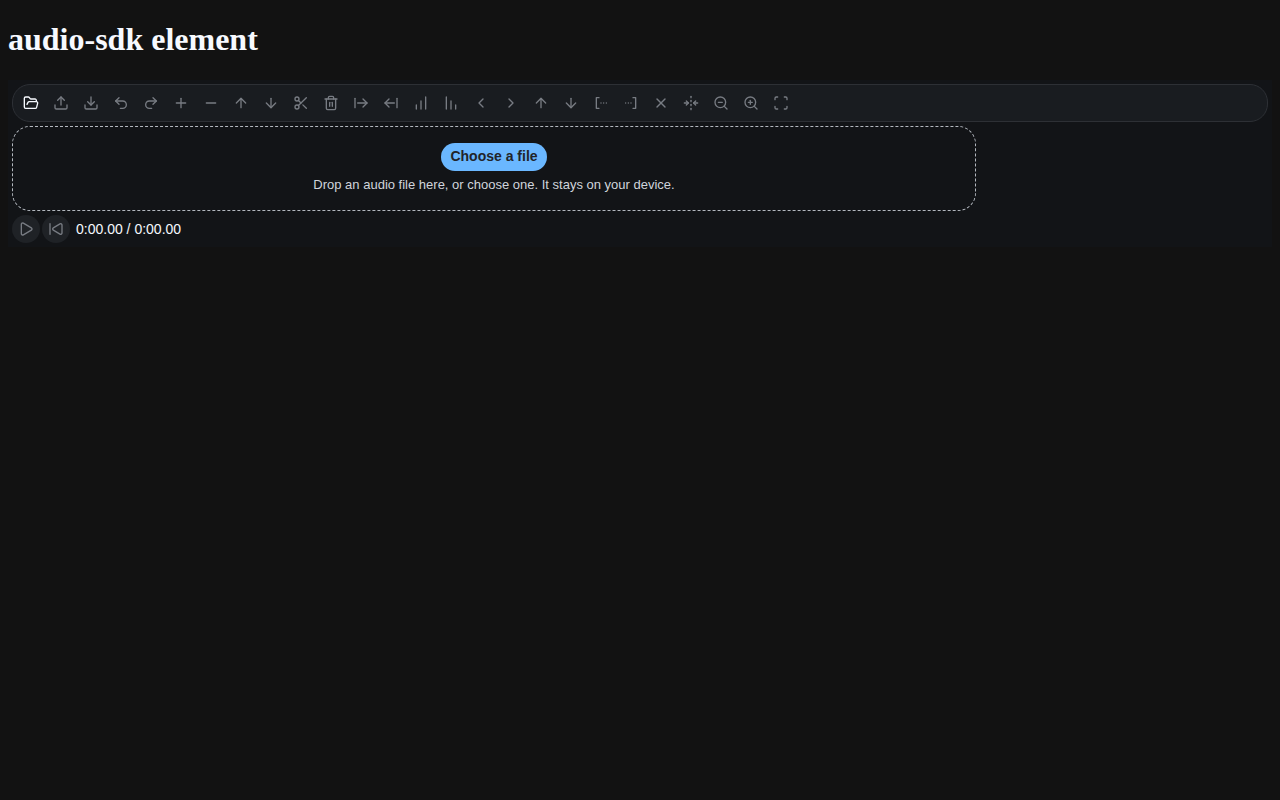 audio-sdk element
Choose a file
Drop an audio file here, or choose one. It stays on your device.
0:00.00 / 0:00.00